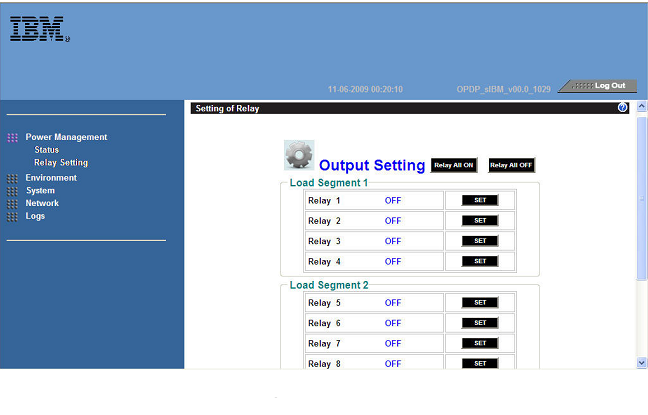 IBM®
11-06-2009 00:20:10 OPDP_sIBM_v00.0_1029 Log Out
Setting of Relay
Power Management
Status
Relay Setting
Environment
System
Network
Logs
Output Setting Relay All ON Relay All OFF
Load Segment 1
Relay 1 OFF SET
Relay 2 OFF SET
Relay 3 OFF SET
Relay 4 OFF SET
Load Segment 2
Relay 5 OFF SET
Relay 6 OFF SET
Relay 7 OFF SET
Relay 8 OFF SET